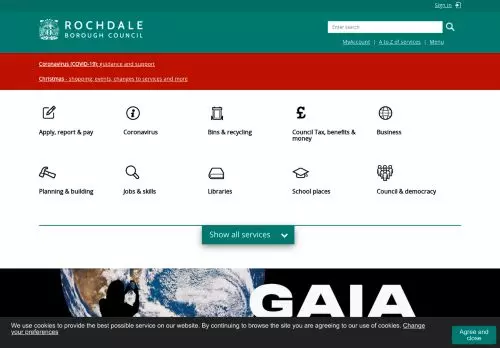 Sign in
ROCHDALE
BOROUGH COUNCIL
Enter search
MyAccount | A to Z of services | Menu
Coronavirus (COVID-19): guidance and support
Christmas - shopping, events, changes to services and more
Apply, report & pay
Coronavirus
Bins & recycling
Council Tax, benefits &
money
Business
Planning & building
Jobs & skills
Libraries
School places
Council & democracy
Show all services
GAIA
We use cookies to provide the best possible service on our website. By continuing to browse the site you are agreeing to our use of cookies. Change
your preferences
Agree and
close